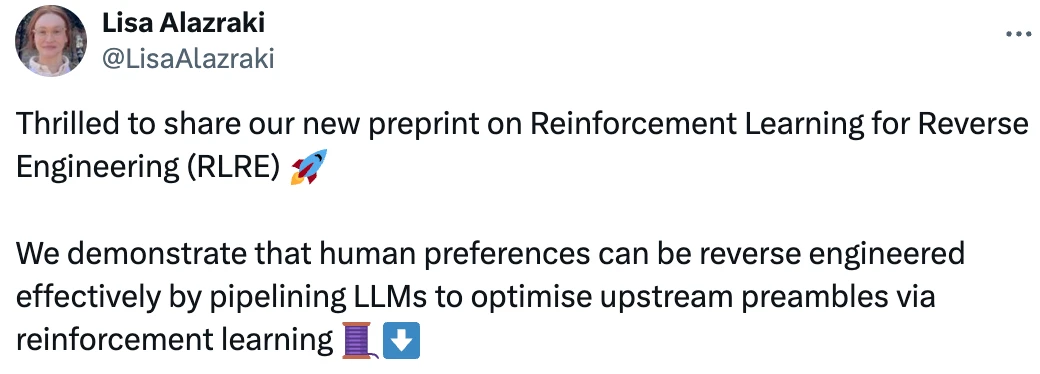 Lisa Alazraki
@LisaAlazraki
Thrilled to share our new preprint on Reinforcement Learning for Reverse
Engineering (RLRE) 🚀
We demonstrate that human preferences can be reverse engineered
effectively by pipelining LLMs to optimise upstream preambles via
reinforcement learning 🧵⬇️